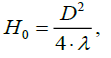 H₀ = D² / 4 · λ,